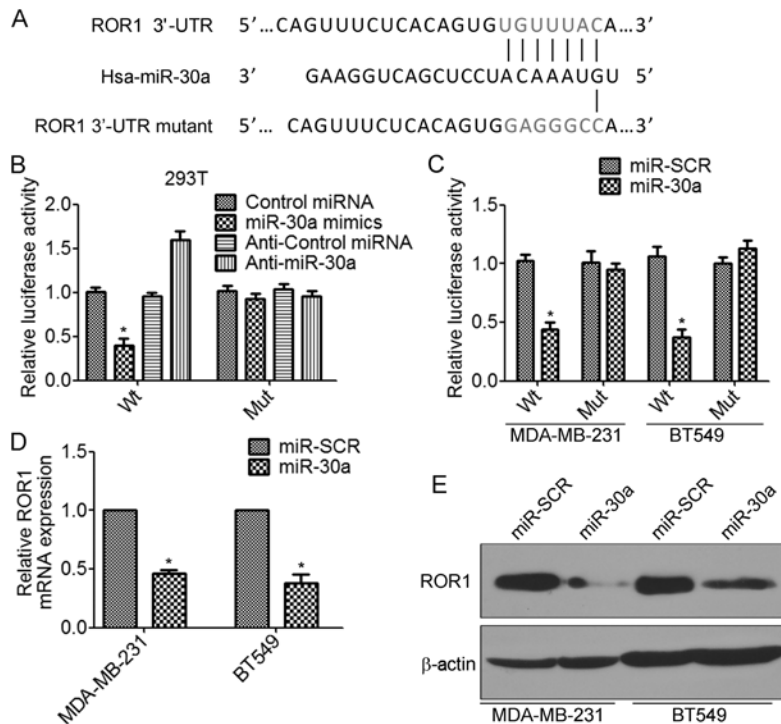 A
ROR1 3'-UTR 5'... CAGUUUCUCACAGUGUGUUUACA...3'
Hsa-miR-30a 3' GAAGGUCAGCUCCUACAAAUGU 5'
ROR1 3'-UTR mutant 5'... CAGUUUCUCACAGUGGAGGGCCA...3'
B
293T
Relative luciferase activity
2.0
1.5
1.0
0.5
0.0
Control miRNA
miR-30a mimics
Anti-Control miRNA
Anti-miR-30a
*
Wt
Mut
C
miR-SCR
miR-30a
Relative luciferase activity
1.5
1.0
0.5
0.0
*
*
Wt
Mut
Wt
Mut
MDA-MB-231
BT549
D
miR-SCR
miR-30a
Relative ROR1
mRNA expression
1.5
1.0
0.5
0.0
*
*
MDA-MB-231
BT549
E
miR-SCR
miR-30a
miR-SCR
miR-30a
ROR1
β-actin
MDA-MB-231
BT549